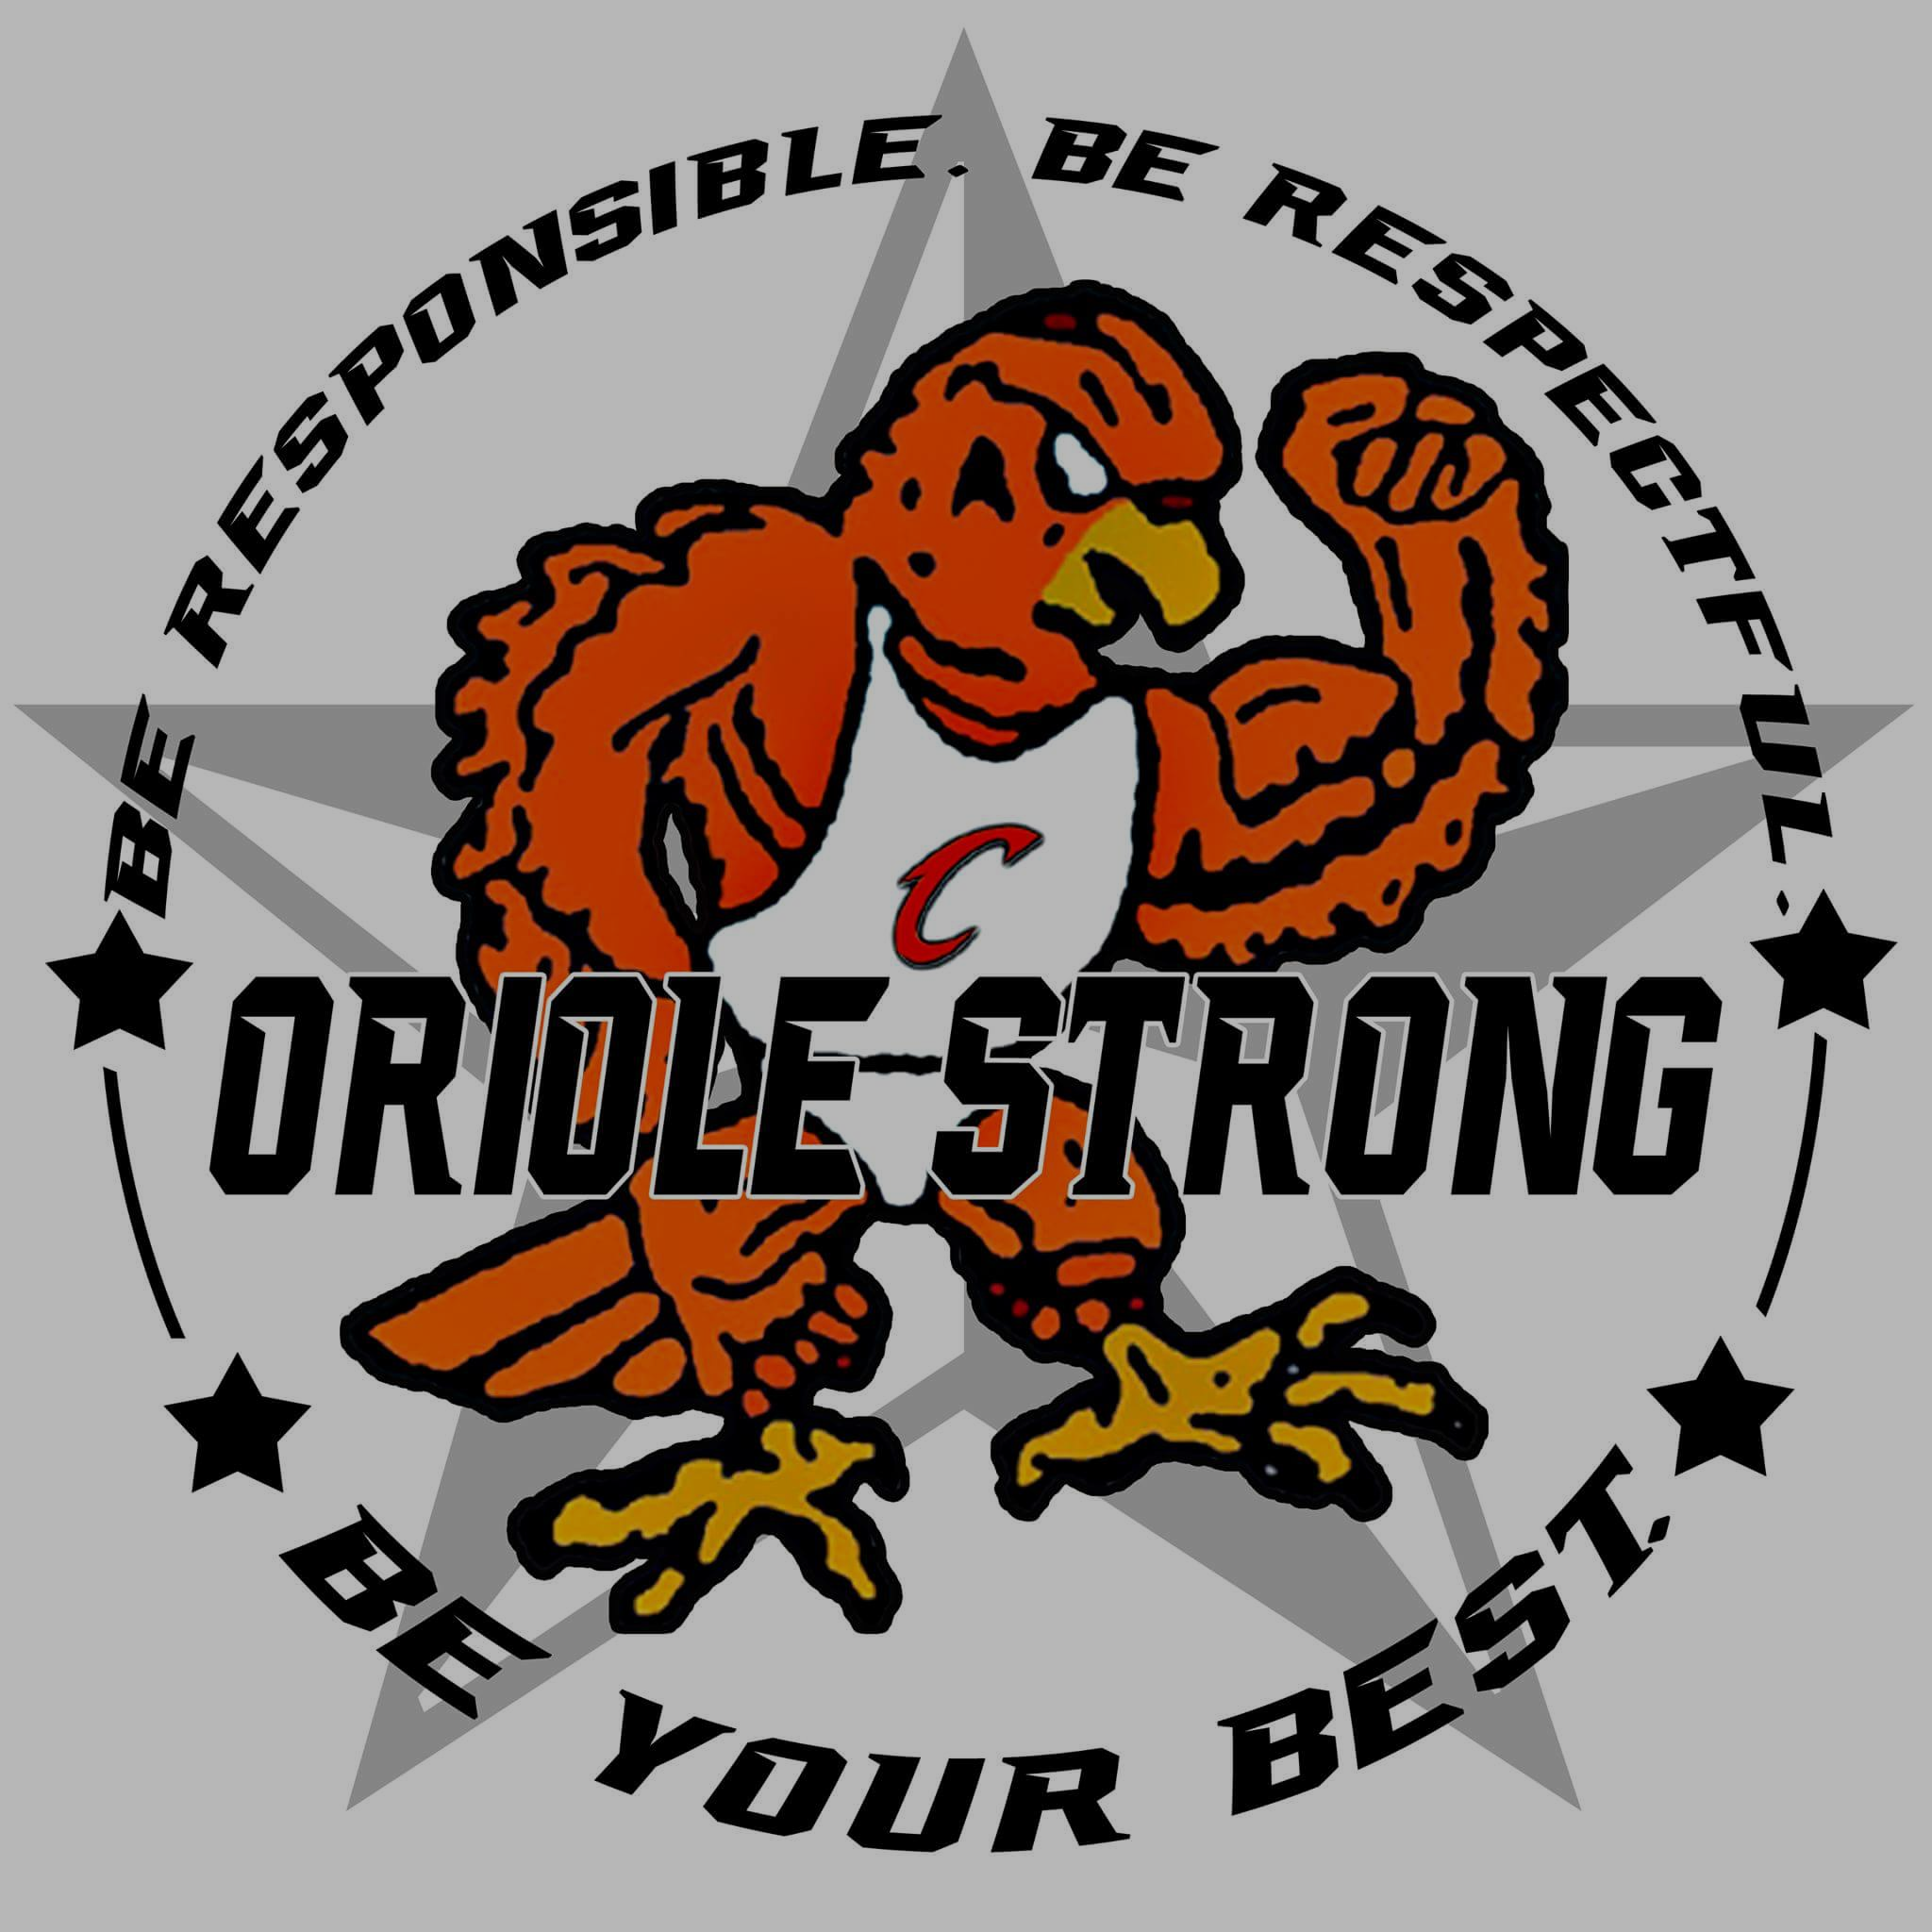 BE RESPONSIBLE. BE RESPECTFUL.
C
ORIOLE STRONG
BE YOUR BEST.